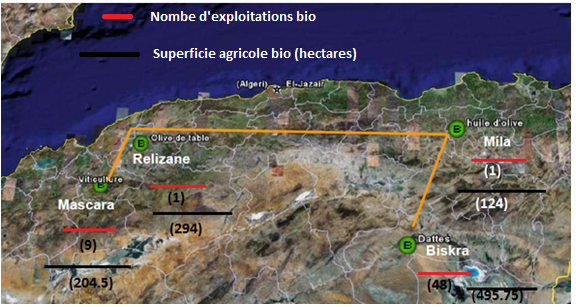 Nombe d'exploitations bio
Superficie agricole bio (hectares)
(Algeri) El-Jazai
Olive de table
Relizane
huile d'olive
Mila
Viticulture
Mascara
(1)
(294)
(1)
(124)
(9)
(204.5)
Dattes
Biskra
(48)
(495.75)